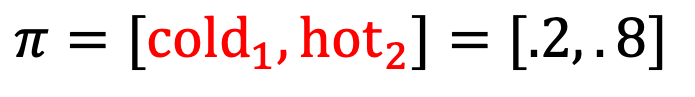 π = [cold₁, hot₂] = [.2, .8]